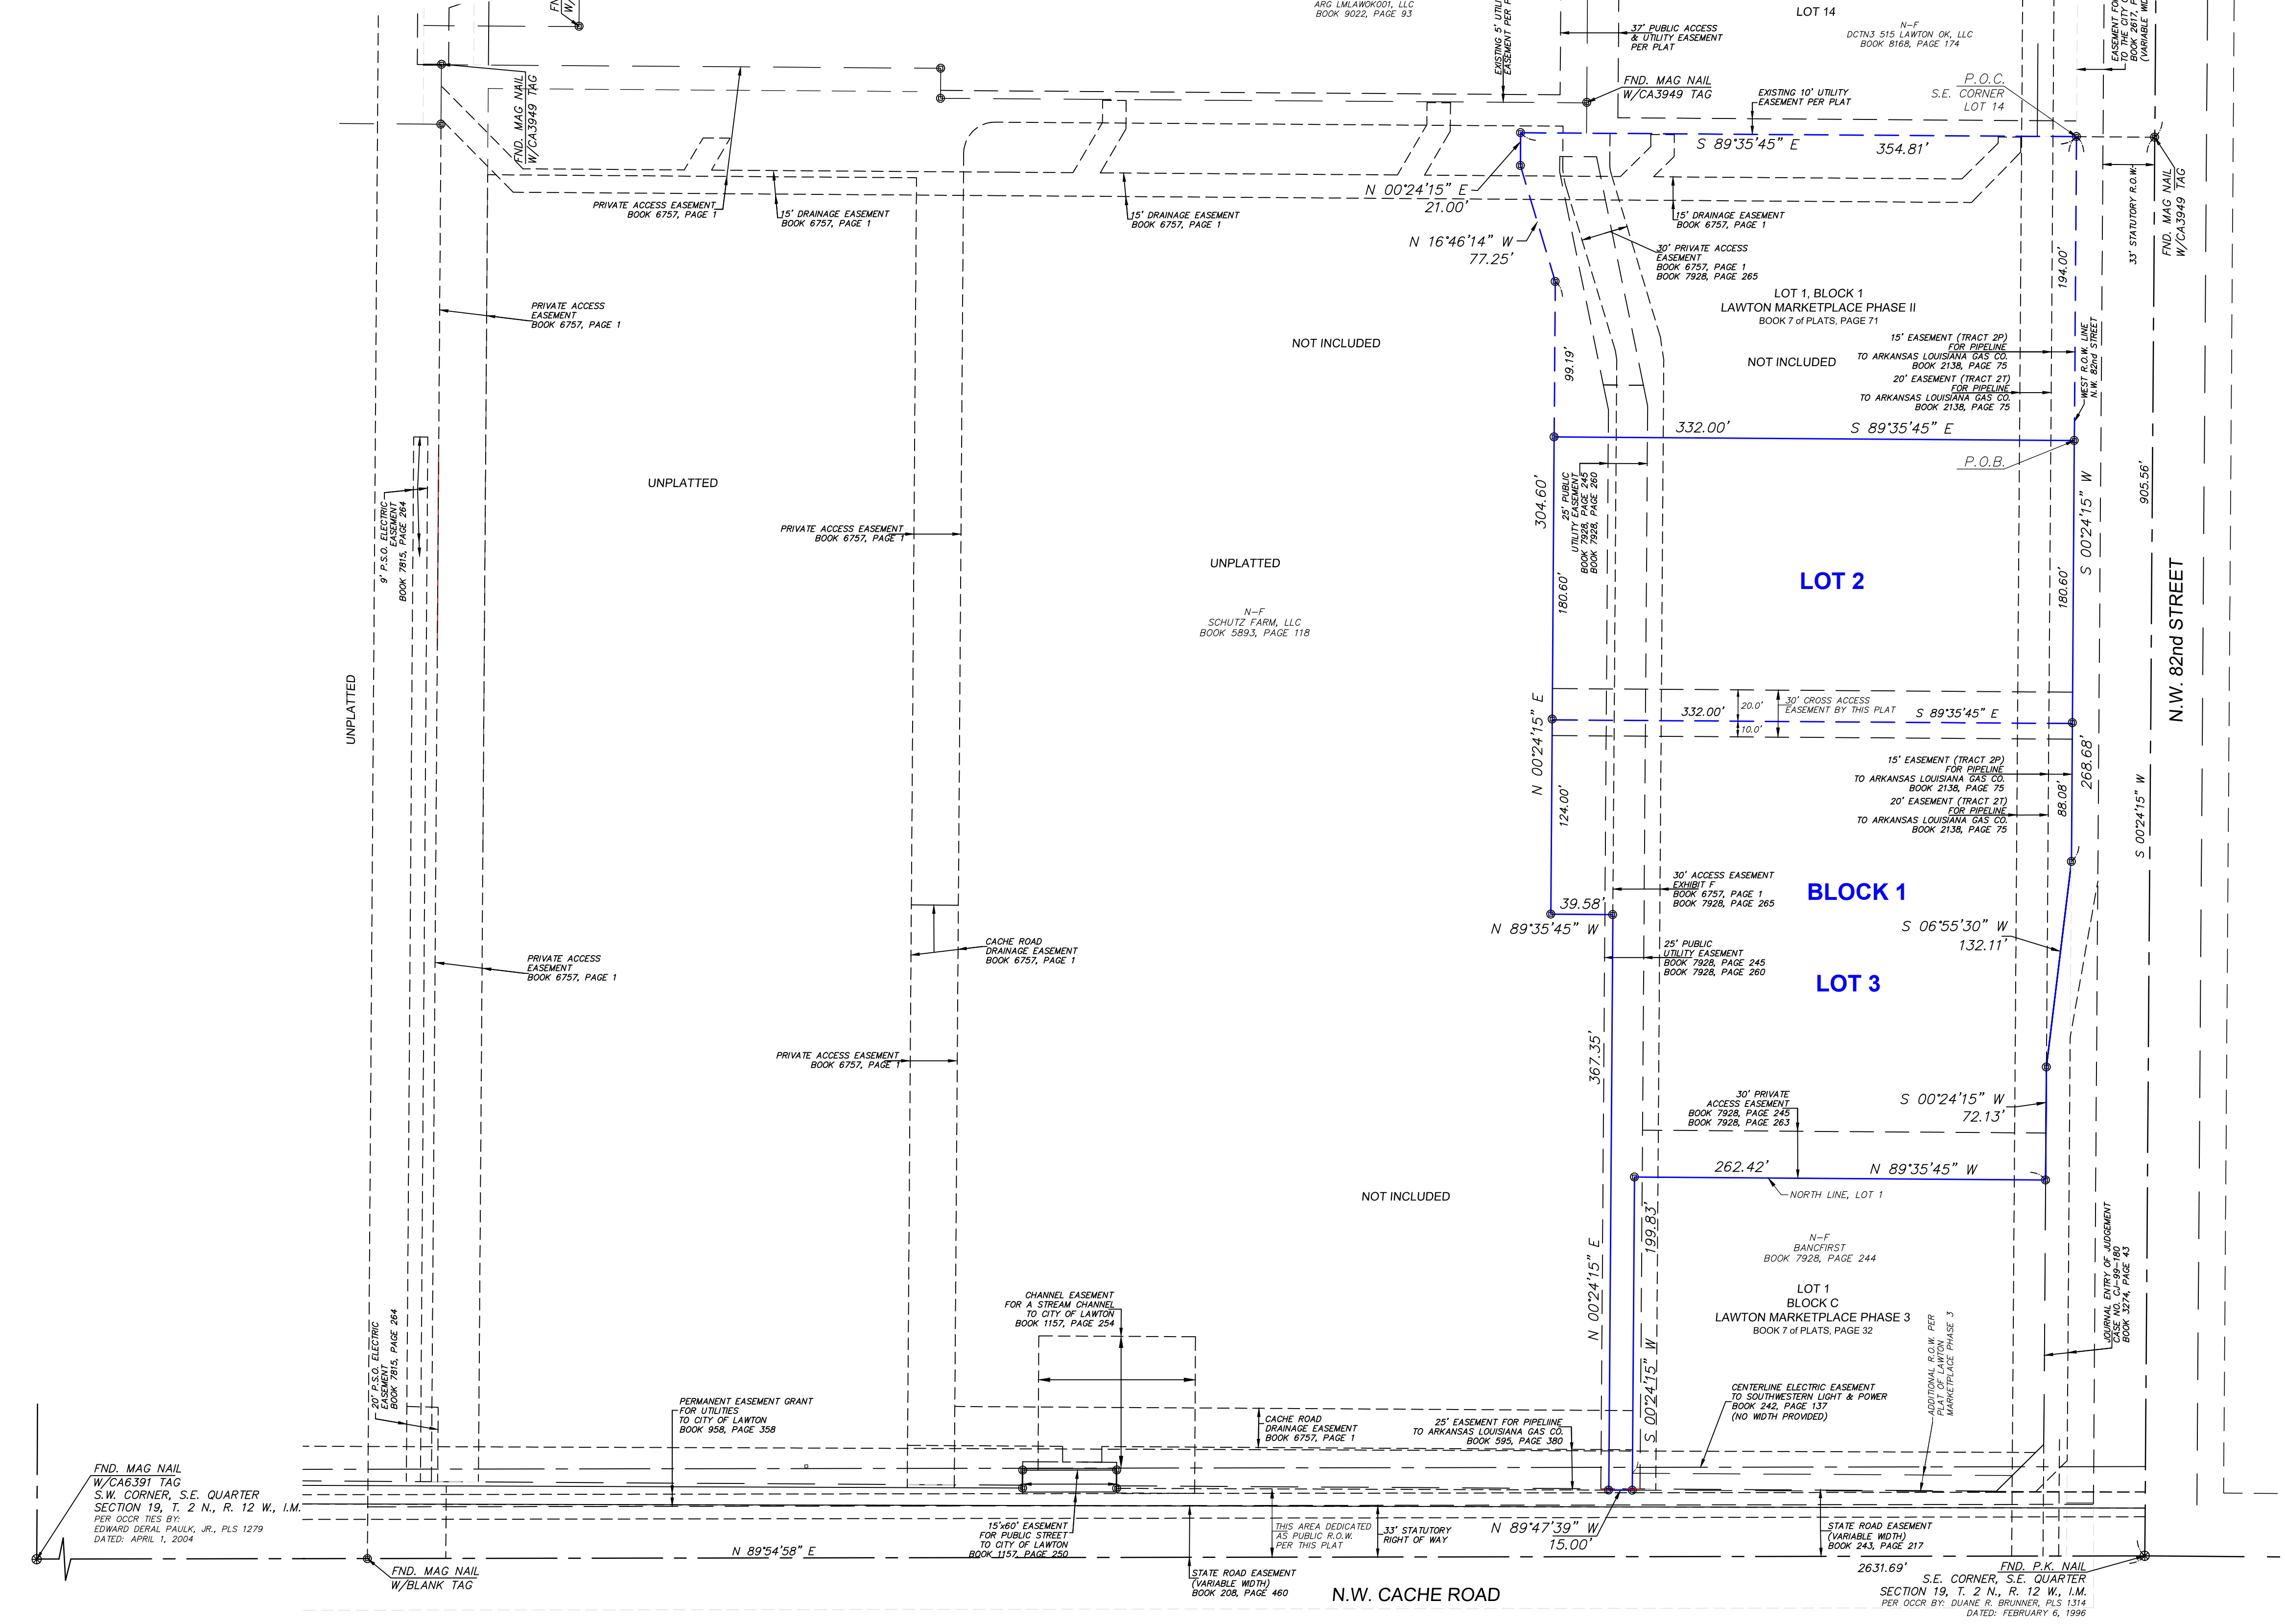 ARG LMLAWOK001, LLC
BOOK 9022, PAGE 93
LOT 14
N-F
DCTN3 515 LAWTON OK, LLC
BOOK 8168, PAGE 174
37' PUBLIC ACCESS
& UTILITY EASEMENT
PER PLAT
FND. MAG NAIL
W/CA3949 TAG
EXISTING 10' UTILITY
EASEMENT PER PLAT
P.O.C.
S.E. CORNER
LOT 14
FND. MAG NAIL
W/CA3949 TAG
S 89°35'45" E
354.81'
33' STATUTORY R.O.W.
FND. MAG NAIL
W/CA3949 TAG
N 00°24'15" E
21.00'
PRIVATE ACCESS EASEMENT
BOOK 6757, PAGE 1
15' DRAINAGE EASEMENT
BOOK 6757, PAGE 1
15' DRAINAGE EASEMENT
BOOK 6757, PAGE 1
15' DRAINAGE EASEMENT
BOOK 6757, PAGE 1
N 16°46'14" W
77.25'
30' PRIVATE ACCESS
EASEMENT
BOOK 6757, PAGE 1
BOOK 7928, PAGE 265
194.00'
LOT 1, BLOCK 1
LAWTON MARKETPLACE PHASE II
BOOK 7 of PLATS, PAGE 71
PRIVATE ACCESS
EASEMENT
BOOK 6757, PAGE 1
NOT INCLUDED
NOT INCLUDED
99.19'
15' EASEMENT (TRACT 2P)
FOR PIPELINE
TO ARKANSAS LOUISIANA GAS CO.
BOOK 2138, PAGE 75
20' EASEMENT (TRACT 2T)
FOR PIPELINE
TO ARKANSAS LOUISIANA GAS CO.
BOOK 2138, PAGE 75
WEST R.O.W. LINE
N.W. 82nd STREET
332.00'
S 89°35'45" E
P.O.B.
UNPLATTED
9' P.S.O. ELECTRIC
EASEMENT
BOOK 7815, PAGE 264
PRIVATE ACCESS EASEMENT
BOOK 6757, PAGE 1
304.60'
25' PUBLIC
UTILITY EASEMENT
BOOK 7928, PAGE 245
BOOK 7928, PAGE 260
S 00°24'15" W
905.56'
UNPLATTED
N-F
SCHUTZ FARM, LLC
BOOK 5893, PAGE 118
180.60'
LOT 2
180.60'
N.W. 82nd STREET
UNPLATTED
N 00°24'15" E
332.00'
20.0'
10.0'
30' CROSS ACCESS
EASEMENT BY THIS PLAT
S 89°35'45" E
268.68'
15' EASEMENT (TRACT 2P)
FOR PIPELINE
TO ARKANSAS LOUISIANA GAS CO.
BOOK 2138, PAGE 75
20' EASEMENT (TRACT 2T)
FOR PIPELINE
TO ARKANSAS LOUISIANA GAS CO.
BOOK 2138, PAGE 75
88.08'
S 00°24'15" W
124.00'
30' ACCESS EASEMENT
EXHIBIT F
BOOK 6757, PAGE 1
BOOK 7928, PAGE 265
BLOCK 1
39.58'
N 89°35'45" W
S 06°55'30" W
132.11'
CACHE ROAD
DRAINAGE EASEMENT
BOOK 6757, PAGE 1
PRIVATE ACCESS
EASEMENT
BOOK 6757, PAGE 1
25' PUBLIC
UTILITY EASEMENT
BOOK 7928, PAGE 245
BOOK 7928, PAGE 260
LOT 3
PRIVATE ACCESS EASEMENT
BOOK 6757, PAGE 1
367.35'
30' PRIVATE
ACCESS EASEMENT
BOOK 7928, PAGE 245
BOOK 7928, PAGE 263
S 00°24'15" W
72.13'
262.42'
N 89°35'45" W
NORTH LINE, LOT 1
NOT INCLUDED
199.83'
N-F
BANCFIRST
BOOK 7928, PAGE 244
LOT 1
BLOCK C
LAWTON MARKETPLACE PHASE 3
BOOK 7 of PLATS, PAGE 32
JOURNAL ENTRY OF JUDGEMENT
CASE NO. CJ-99-180
BOOK 3274, PAGE 43
N 00°24'15" E
S 00°24'15" W
CHANNEL EASEMENT
FOR A STREAM CHANNEL
TO CITY OF LAWTON
BOOK 1157, PAGE 254
20' P.S.O. ELECTRIC
EASEMENT
BOOK 7815, PAGE 264
ADDITIONAL R.O.W. PER
PLAT OF LAWTON
MARKETPLACE PHASE 3
PERMANENT EASEMENT GRANT
FOR UTILITIES
TO CITY OF LAWTON
BOOK 958, PAGE 358
CACHE ROAD
DRAINAGE EASEMENT
BOOK 6757, PAGE 1
25' EASEMENT FOR PIPELIINE
TO ARKANSAS LOUISIANA GAS CO.
BOOK 595, PAGE 380
CENTERLINE ELECTRIC EASEMENT
TO SOUTHWESTERN LIGHT & POWER
BOOK 242, PAGE 137
(NO WIDTH PROVIDED)
FND. MAG NAIL
W/CA6391 TAG
S.W. CORNER, S.E. QUARTER
SECTION 19, T. 2 N., R. 12 W., I.M.
PER OCCR TIES BY:
EDWARD DERAL PAULK, JR., PLS 1279
DATED: APRIL 1, 2004
15'x60' EASEMENT
FOR PUBLIC STREET
TO CITY OF LAWTON
BOOK 1157, PAGE 250
THIS AREA DEDICATED
AS PUBLIC R.O.W.
PER THIS PLAT
33' STATUTORY
RIGHT OF WAY
N 89°47'39" W
15.00'
STATE ROAD EASEMENT
(VARIABLE WIDTH)
BOOK 243, PAGE 217
N 89°54'58" E
FND. MAG NAIL
W/BLANK TAG
STATE ROAD EASEMENT
(VARIABLE WIDTH)
BOOK 208, PAGE 460
N.W. CACHE ROAD
2631.69'
FND. P.K. NAIL
S.E. CORNER, S.E. QUARTER
SECTION 19, T. 2 N., R. 12 W., I.M.
PER OCCR BY: DUANE R. BRUNNER, PLS 1314
DATED: FEBRUARY 6, 1996